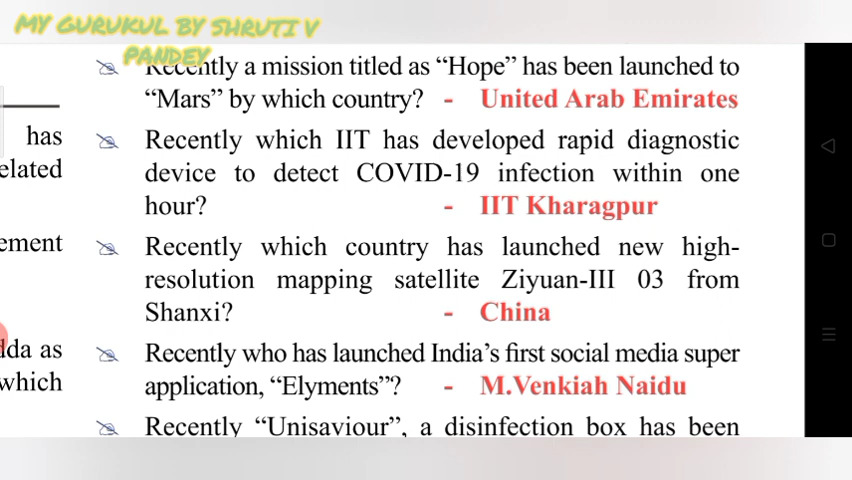 MY GURUKUL BY SHRUTI V
PANDEY
has
elated
ement
dda as
which
Recently a mission titled as “Hope” has been launched to
“Mars” by which country? - United Arab Emirates
Recently which IIT has developed rapid diagnostic
device to detect COVID-19 infection within one
hour? - IIT Kharagpur
Recently which country has launched new high-
resolution mapping satellite Ziyuan-III 03 from
Shanxi? - China
Recently who has launched India’s first social media super
application, “Elyments”? - M.Venkiah Naidu
Recently “Unisaviour”, a disinfection box has been